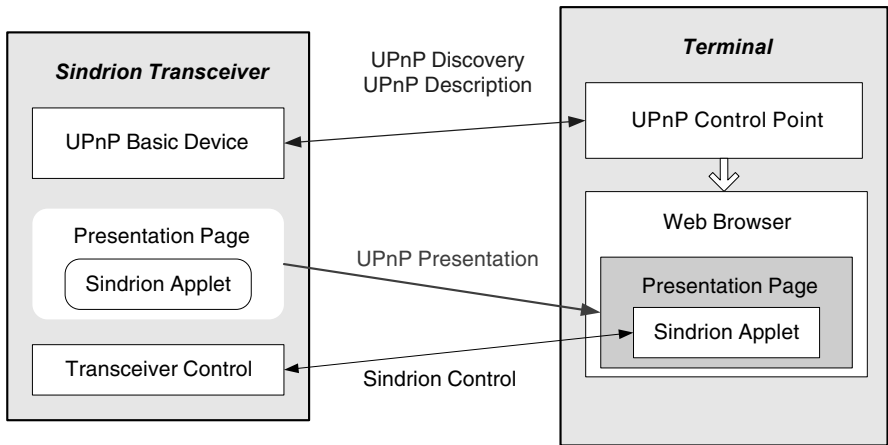 Sindrion Transceiver
UPnP Basic Device
Presentation Page
Sindrion Applet
Transceiver Control
UPnP Discovery
UPnP Description
UPnP Presentation
Sindrion Control
Terminal
UPnP Control Point
Web Browser
Presentation Page
Sindrion Applet